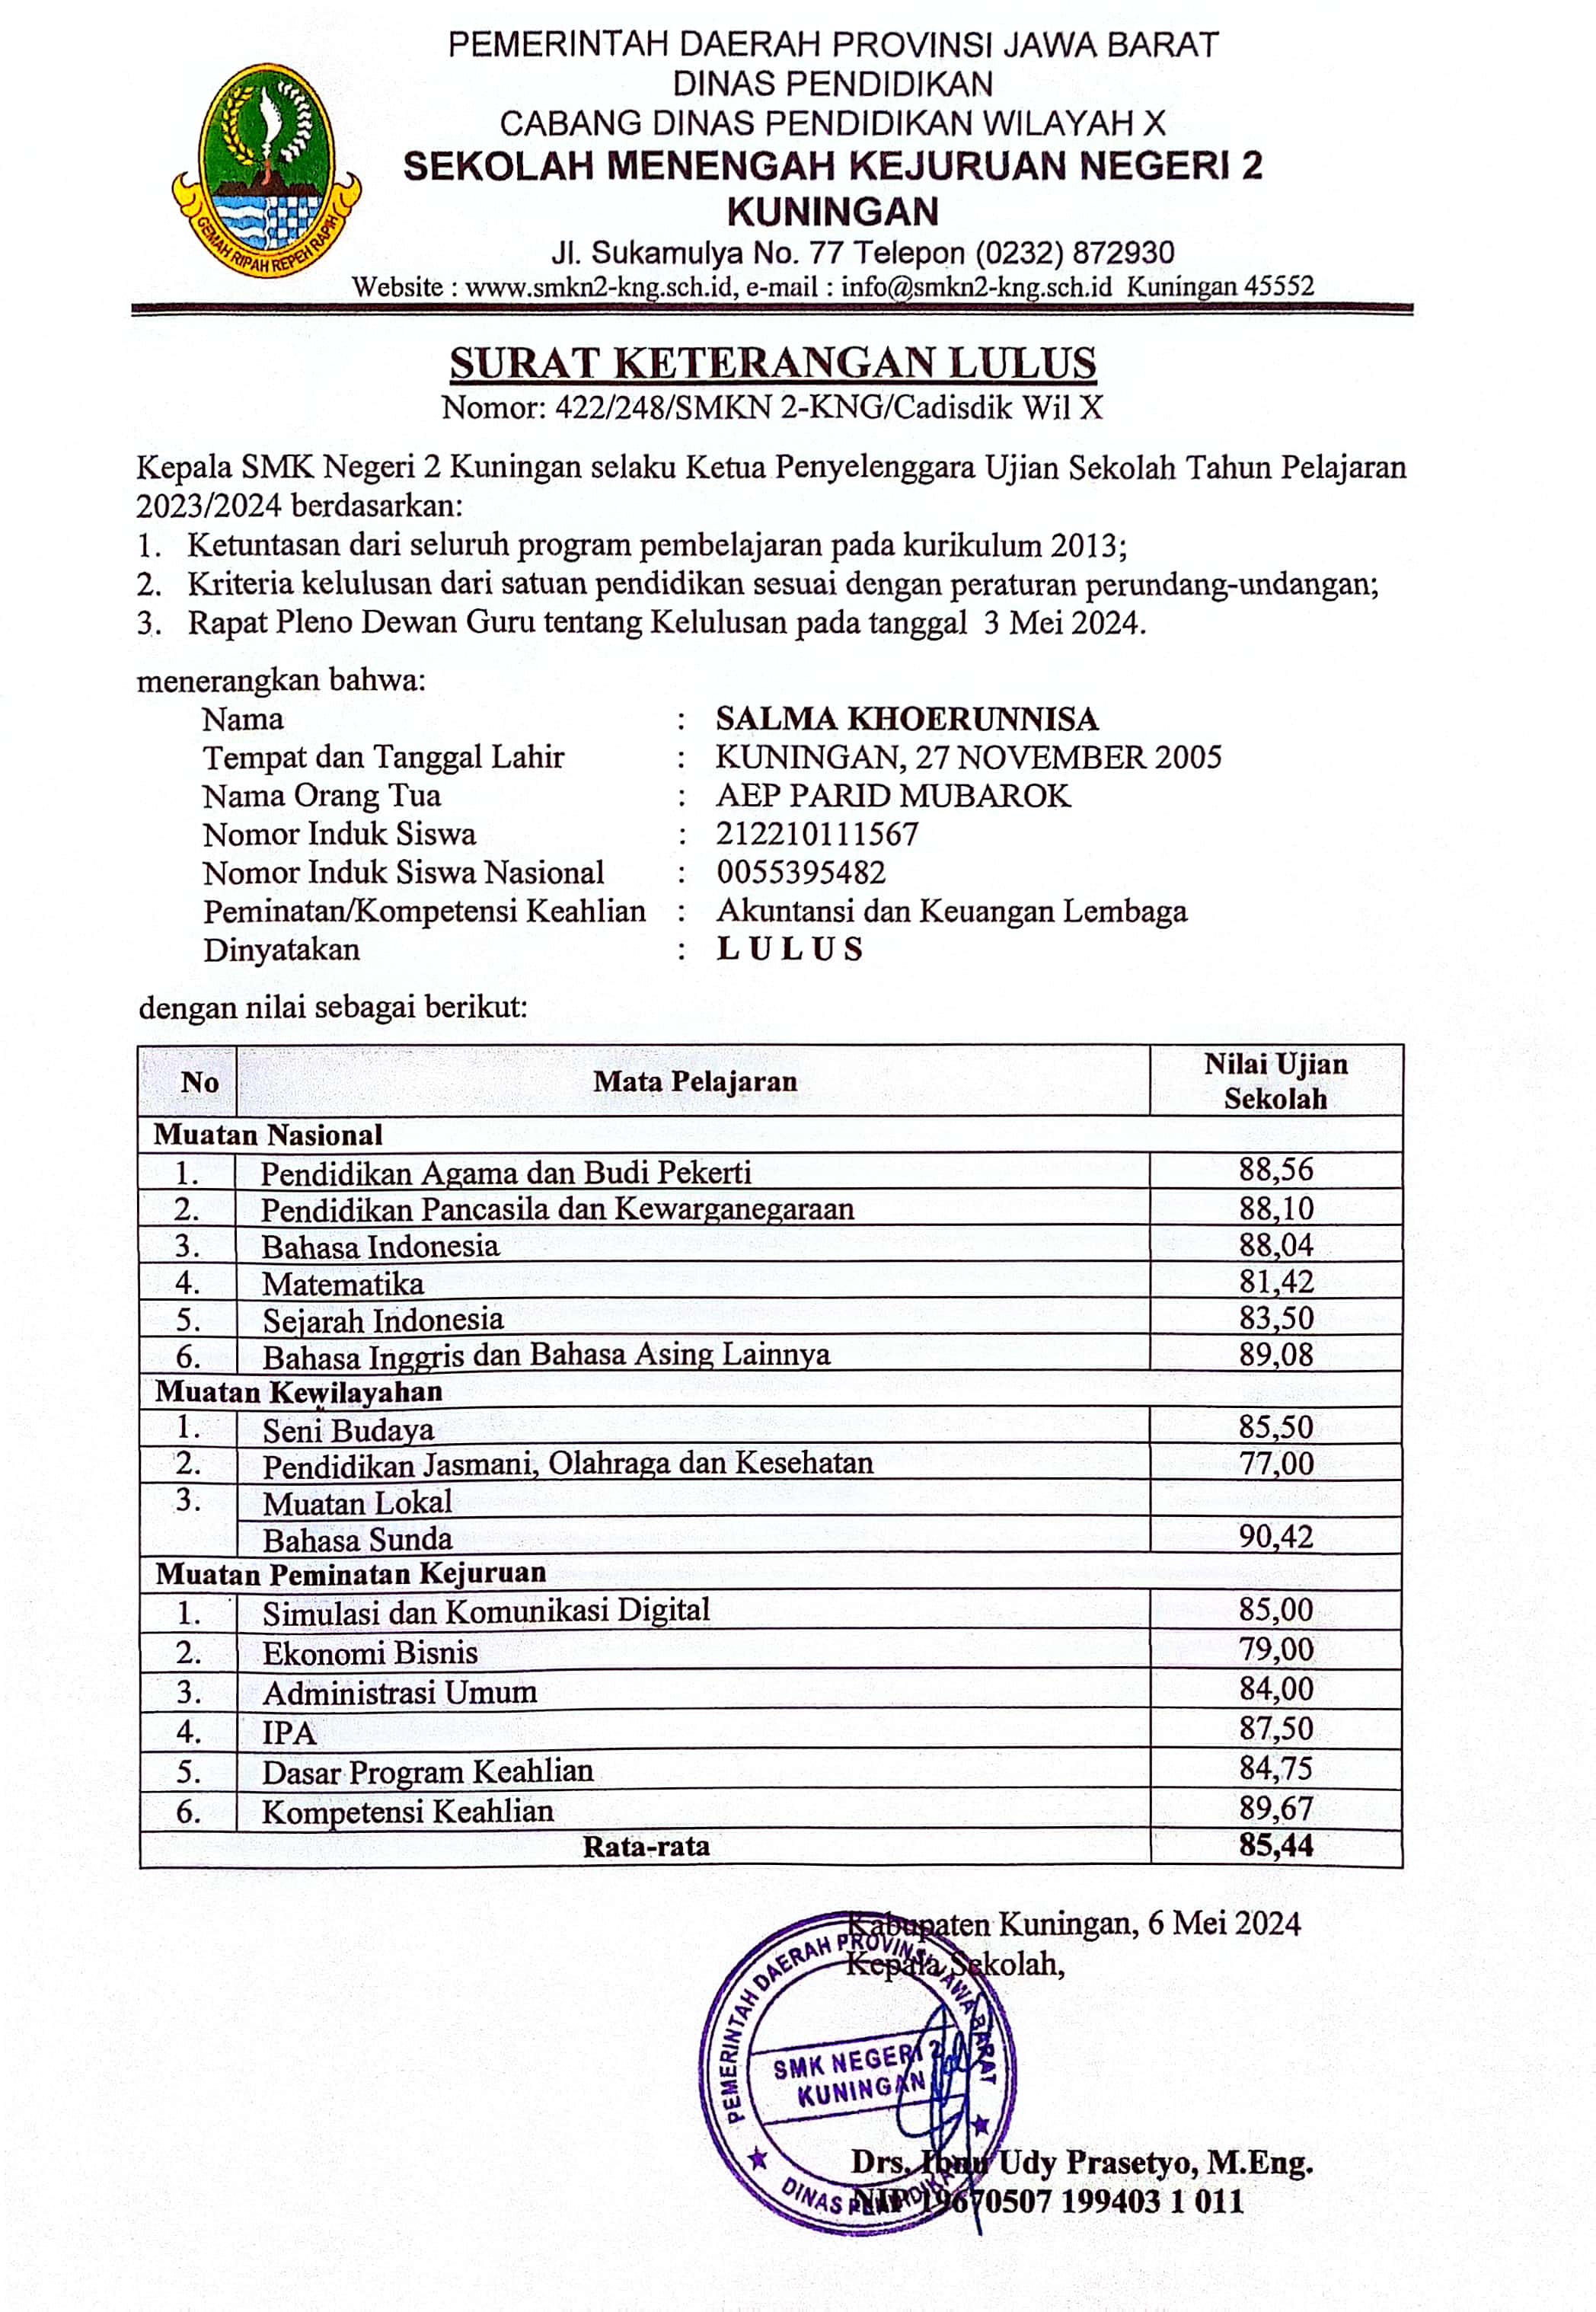 PEMERINTAH DAERAH PROVINSI JAWA BARAT
DINAS PENDIDIKAN
CABANG DINAS PENDIDIKAN WILAYAH X
SEKOLAH MENENGAH KEJURUAN NEGERI 2
KUNINGAN
Jl. Sukamulya No. 77 Telepon (0232) 872930
Website : www.smkn2-kng.sch.id, e-mail : info@smkn2-kng.sch.id Kuningan 45552
GEMAH RIPAH REPEH RAPIH
SURAT KETERANGAN LULUS
Nomor: 422/248/SMKN 2-KNG/Cadisdik Wil X
Kepala SMK Negeri 2 Kuningan selaku Ketua Penyelenggara Ujian Sekolah Tahun Pelajaran
2023/2024 berdasarkan:
1. Ketuntasan dari seluruh program pembelajaran pada kurikulum 2013;
2. Kriteria kelulusan dari satuan pendidikan sesuai dengan peraturan perundang-undangan;
3. Rapat Pleno Dewan Guru tentang Kelulusan pada tanggal 3 Mei 2024.
menerangkan bahwa:
Nama : SALMA KHOERUNNISA
Tempat dan Tanggal Lahir : KUNINGAN, 27 NOVEMBER 2005
Nama Orang Tua : AEP PARID MUBAROK
Nomor Induk Siswa : 212210111567
Nomor Induk Siswa Nasional : 0055395482
Peminatan/Kompetensi Keahlian : Akuntansi dan Keuangan Lembaga
Dinyatakan : L U L U S
dengan nilai sebagai berikut:
No Mata Pelajaran Nilai Ujian Sekolah
Muatan Nasional
1. Pendidikan Agama dan Budi Pekerti 88,56
2. Pendidikan Pancasila dan Kewarganegaraan 88,10
3. Bahasa Indonesia 88,04
4. Matematika 81,42
5. Sejarah Indonesia 83,50
6. Bahasa Inggris dan Bahasa Asing Lainnya 89,08
Muatan Kewilayahan
1. Seni Budaya 85,50
2. Pendidikan Jasmani, Olahraga dan Kesehatan 77,00
3. Muatan Lokal
Bahasa Sunda 90,42
Muatan Peminatan Kejuruan
1. Simulasi dan Komunikasi Digital 85,00
2. Ekonomi Bisnis 79,00
3. Administrasi Umum 84,00
4. IPA 87,50
5. Dasar Program Keahlian 84,75
6. Kompetensi Keahlian 89,67
Rata-rata 85,44
Kabupaten Kuningan, 6 Mei 2024
Kepala Sekolah,
PEMERINTAH DAERAH PROVINSI JAWA BARAT
SMK NEGERI 2
KUNINGAN
DINAS PENDIDIKAN
Drs. Ibnu Udy Prasetyo, M.Eng.
NIP 19670507 199403 1 011